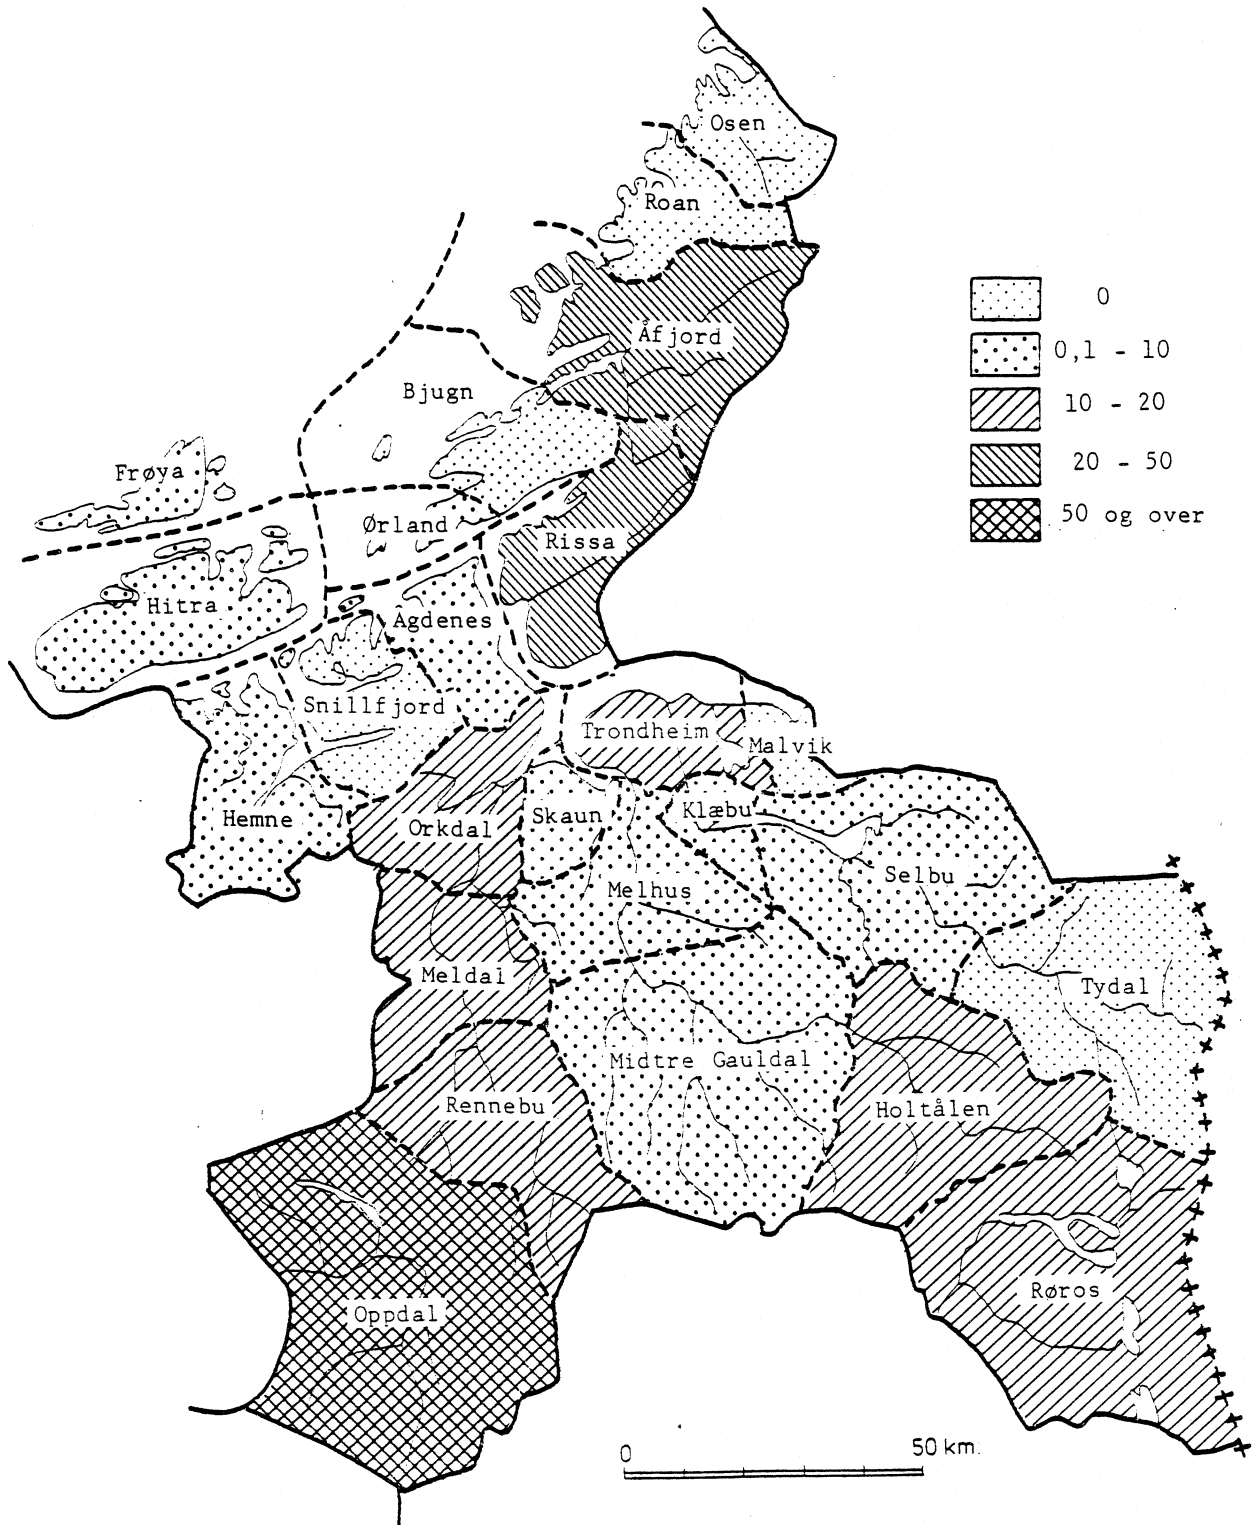 Osen
Roan
0
Åfjord
0,1 - 10
Bjugn
10 - 20
Frøya
20 - 50
Ørland
Rissa
50 og over
Hitra
Agdenes
Snillfjord
Trondheim
Malvik
Hemne
Orkdal
Skaun
Klæbu
Melhus
Selbu
Meldal
Tydal
Midtre Gauldal
Rennebu
Holtålen
Oppdal
Røros
0
50 km.